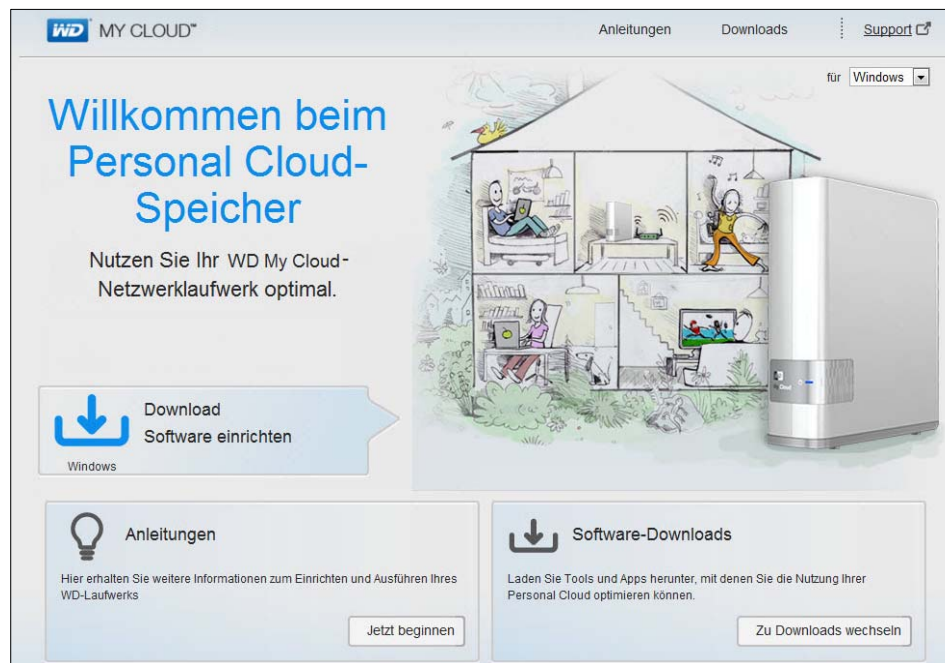 WD MY CLOUD™
Anleitungen Downloads Support
für Windows
Willkommen beim
Personal Cloud-
Speicher
Nutzen Sie Ihr WD My Cloud-
Netzwerklaufwerk optimal.
Download
Software einrichten
Windows
My Cloud
Anleitungen
Hier erhalten Sie weitere Informationen zum Einrichten und Ausführen Ihres
WD-Laufwerks
Jetzt beginnen
Software-Downloads
Laden Sie Tools und Apps herunter, mit denen Sie die Nutzung Ihrer
Personal Cloud optimieren können.
Zu Downloads wechseln